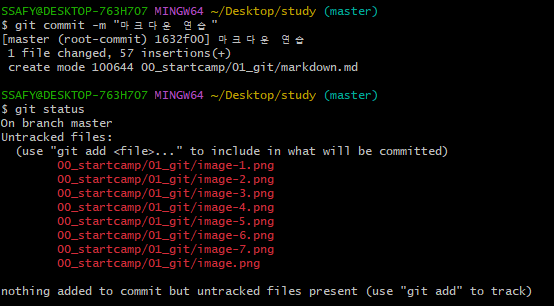 SSAFY@DESKTOP-763H707 MINGW64 ~/Desktop/study (master)
$ git commit -m "마크다운 연습"
[master (root-commit) 1632f00] 마크다운 연습
 1 file changed, 57 insertions(+)
 create mode 100644 00_startcamp/01_git/markdown.md
SSAFY@DESKTOP-763H707 MINGW64 ~/Desktop/study (master)
$ git status
On branch master
Untracked files:
  (use "git add <file>..." to include in what will be committed)
        00_startcamp/01_git/image-1.png
        00_startcamp/01_git/image-2.png
        00_startcamp/01_git/image-3.png
        00_startcamp/01_git/image-4.png
        00_startcamp/01_git/image-5.png
        00_startcamp/01_git/image-6.png
        00_startcamp/01_git/image-7.png
        00_startcamp/01_git/image.png
nothing added to commit but untracked files present (use "git add" to track)